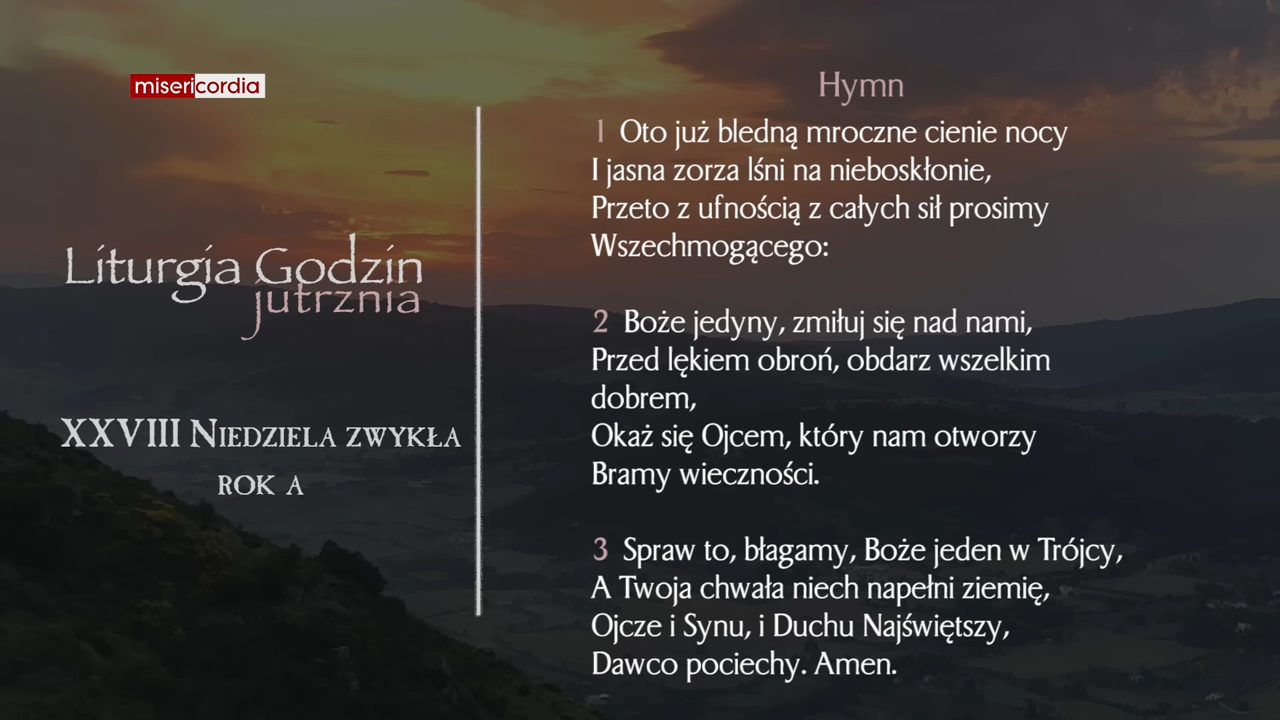 misericordia
Liturgia Godzin
jutrznia
XXVIII Niedziela zwykła
rok a
Hymn
1 Oto już bledną mroczne cienie nocy
I jasna zorza lśni na nieboskłonie,
Przeto z ufnością z całych sił prosimy
Wszechmogącego:
2 Boże jedyny, zmiłuj się nad nami,
Przed lękiem obroń, obdarz wszelkim
dobrem,
Okaż się Ojcem, który nam otworzy
Bramy wieczności.
3 Spraw to, błagamy, Boże jeden w Trójcy,
A Twoja chwała niech napełni ziemię,
Ojcze i Synu, i Duchu Najświętszy,
Dawco pociechy. Amen.